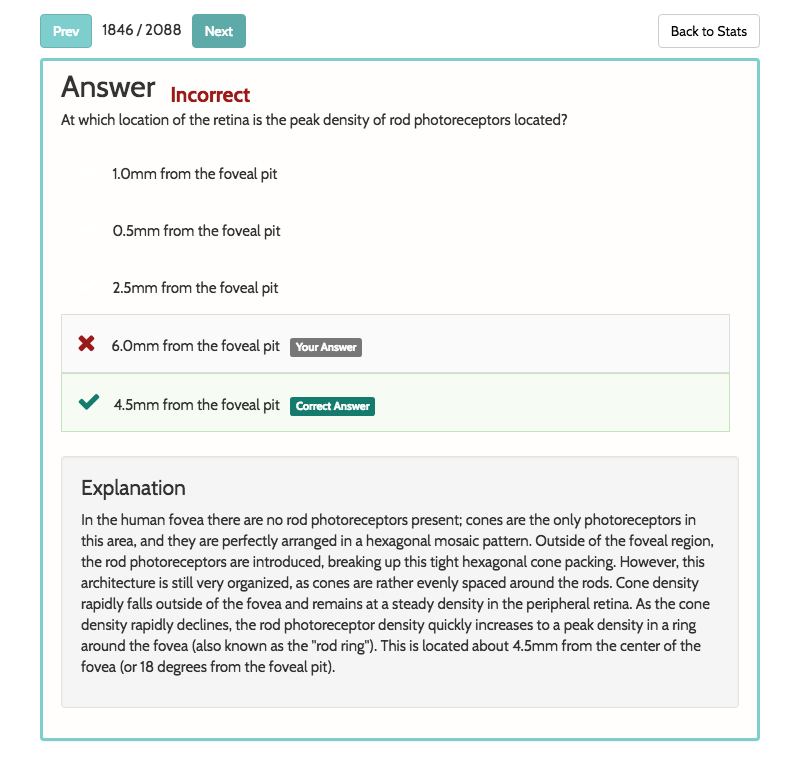 Prev 1846 / 2088 Next Back to Stats
Answer Incorrect
At which location of the retina is the peak density of rod photoreceptors located?
1.0mm from the foveal pit
0.5mm from the foveal pit
2.5mm from the foveal pit
6.0mm from the foveal pit Your Answer
4.5mm from the foveal pit Correct Answer
Explanation
In the human fovea there are no rod photoreceptors present; cones are the only photoreceptors in
this area, and they are perfectly arranged in a hexagonal mosaic pattern. Outside of the foveal region,
the rod photoreceptors are introduced, breaking up this tight hexagonal cone packing. However, this
architecture is still very organized, as cones are rather evenly spaced around the rods. Cone density
rapidly falls outside of the fovea and remains at a steady density in the peripheral retina. As the cone
density rapidly declines, the rod photoreceptor density quickly increases to a peak density in a ring
around the fovea (also known as the "rod ring"). This is located about 4.5mm from the center of the
fovea (or 18 degrees from the foveal pit).